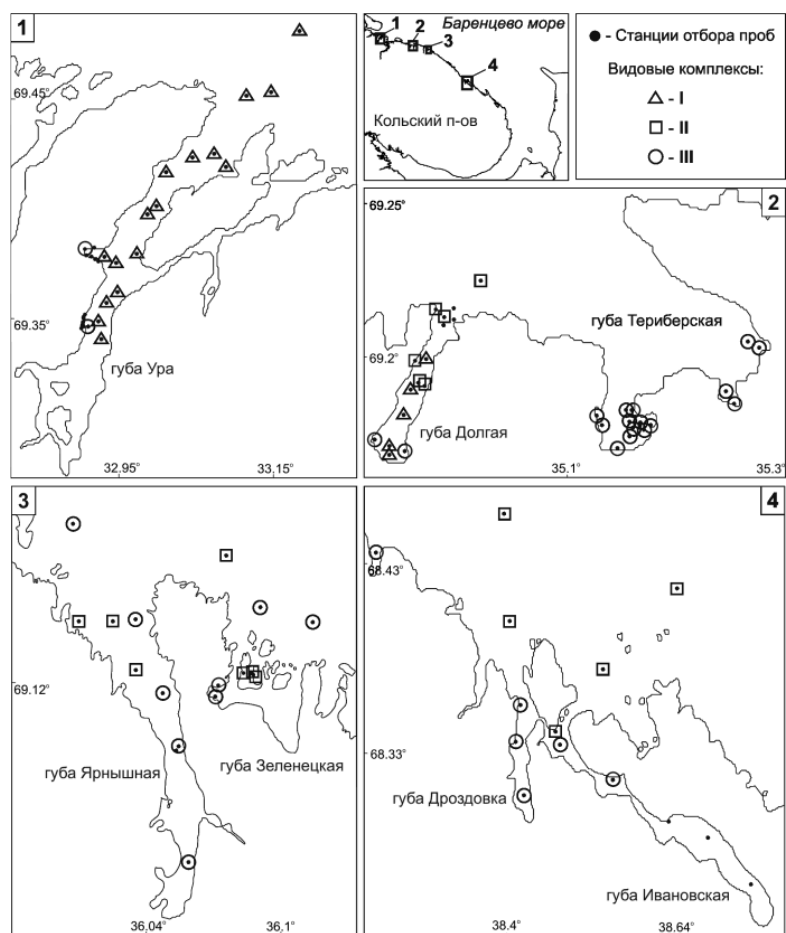 1
69.45°
69.35°
губа Ура
32.95°
33.15°
Баренцево море
1
2
3
4
Кольский п-ов
- Станции отбора проб
Видовые комплексы:
- I
- II
- III
2
69.25°
губа Териберская
69.2°
губа Долгая
35.1°
35.3°
3
69.12°
губа Зеленецкая
губа Ярнышная
36.04°
36.1°
4
68.43°
68.33°
губа Дроздовка
губа Ивановская
38.4°
38.64°